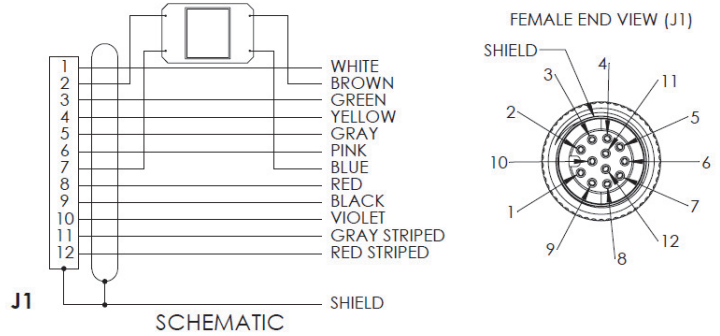 FEMALE END VIEW (J1)
SHIELD
3
4
11
2
5
10
6
1
7
9
8
12
1 WHITE
2 BROWN
3 GREEN
4 YELLOW
5 GRAY
6 PINK
7 BLUE
8 RED
9 BLACK
10 VIOLET
11 GRAY STRIPED
12 RED STRIPED
J1
SHIELD
SCHEMATIC